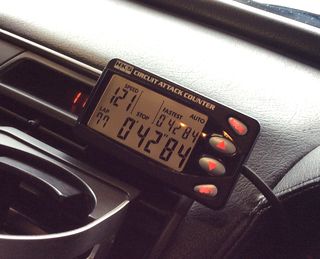 HKS CIRCUIT ATTACK COUNTER
SPEED FASTEST AUTO
121 0'42"84
LAP STOP
77 0'42"84